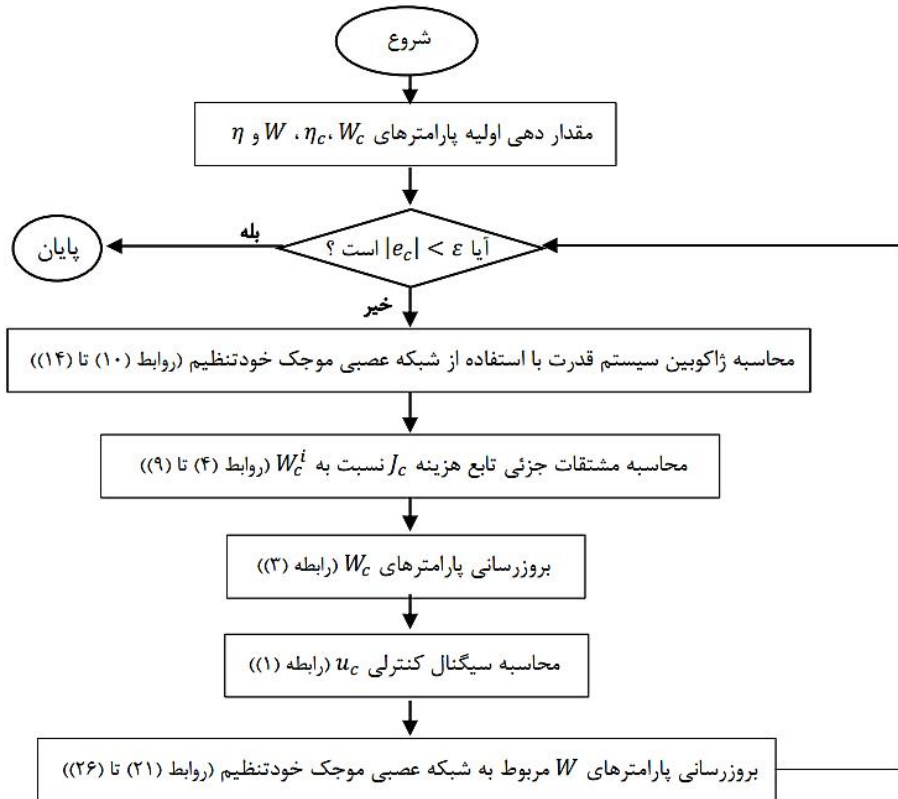 شروع
مقدار دهی اولیه پارامترهای W_c، η_c، W و η
آیا |e_c| < ε است ؟
بله
پایان
خیر
محاسبه ژاکوبین سیستم قدرت با استفاده از شبکه عصبی موجک خودتنظیم (روابط (۱۰) تا (۱۴))
محاسبه مشتقات جزئی تابع هزینه J_c نسبت به W_c^i (روابط (۴) تا (۹))
بروزرسانی پارامترهای W_c (رابطه (۳))
محاسبه سیگنال کنترلی u_c (رابطه (۱))
بروزرسانی پارامترهای W مربوط به شبکه عصبی موجک خودتنظیم (روابط (۲۱) تا (۲۶))